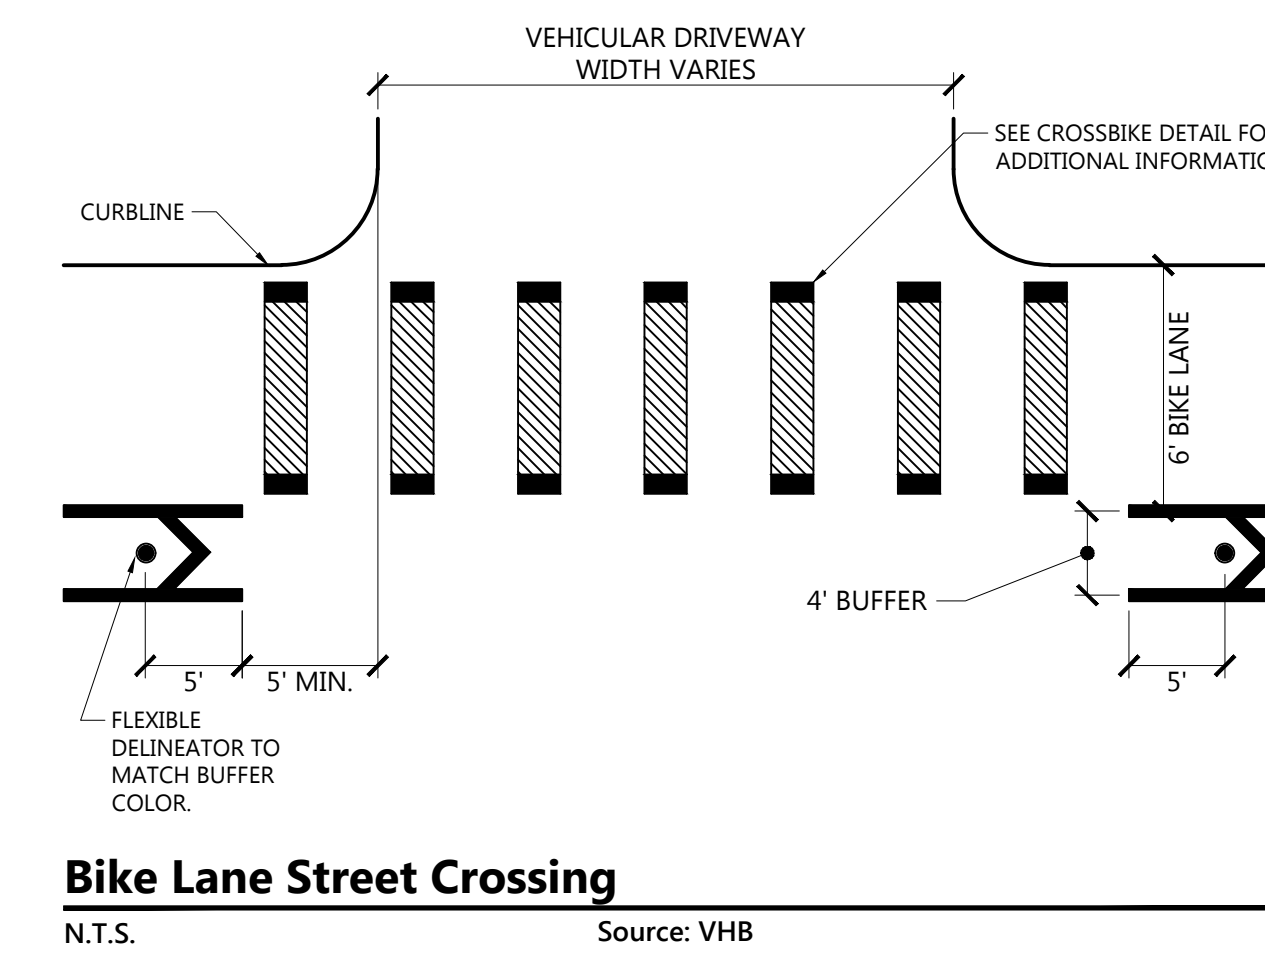 VEHICULAR DRIVEWAY
WIDTH VARIES
SEE CROSSBIKE DETAIL FO
ADDITIONAL INFORMATIO
CURBLINE
6' BIKE LANE
4' BUFFER
5'
5' MIN.
5'
FLEXIBLE
DELINEATOR TO
MATCH BUFFER
COLOR.
Bike Lane Street Crossing
N.T.S.
Source: VHB